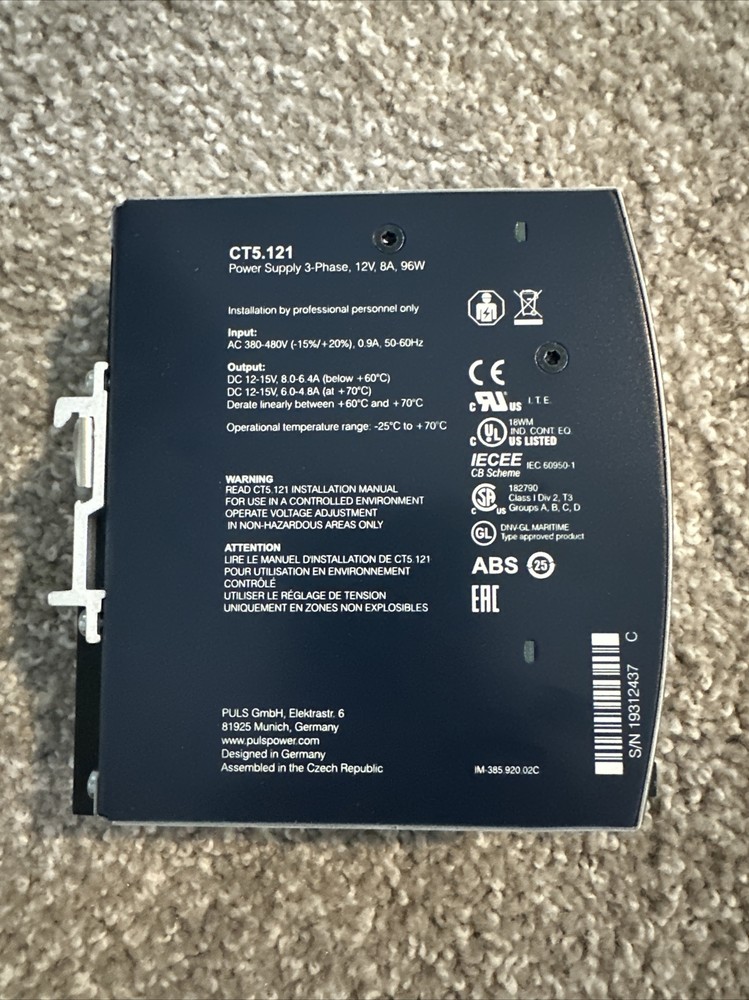 CT5.121
Power Supply 3-Phase, 12V, 8A, 96W
Installation by professional personnel only
Input:
AC 380-480V (-15%/+20%), 0.9A, 50-60Hz
Output:
DC 12-15V, 8.0-6.4A (below +60°C)
DC 12-15V, 6.0-4.8A (at +70°C)
Derate linearly between +60°C and +70°C
Operational temperature range: -25°C to +70°C
WARNING
READ CT5.121 INSTALLATION MANUAL
FOR USE IN A CONTROLLED ENVIRONMENT
OPERATE VOLTAGE ADJUSTMENT
IN NON-HAZARDOUS AREAS ONLY
ATTENTION
LIRE LE MANUEL D'INSTALLATION DE CT5.121
POUR UTILISATION EN ENVIRONNEMENT
CONTRÔLÉ
UTILISER LE RÉGLAGE DE TENSION
UNIQUEMENT EN ZONES NON EXPLOSIBLES
PULS GmbH, Elektrastr. 6
81925 Munich, Germany
www.pulspower.com
Designed in Germany
Assembled in the Czech Republic
CE
c RU US I.T.E.
c UL US LISTED 18WM
IND. CONT. EQ.
IECEE IEC 60950-1
CB Scheme
c SA US 182790
Class I Div 2, T3
Groups A, B, C, D
GL DNV-GL MARITIME
Type approved product
ABS 25
EAC
IM-385.920.02C
S/N 19312437 C